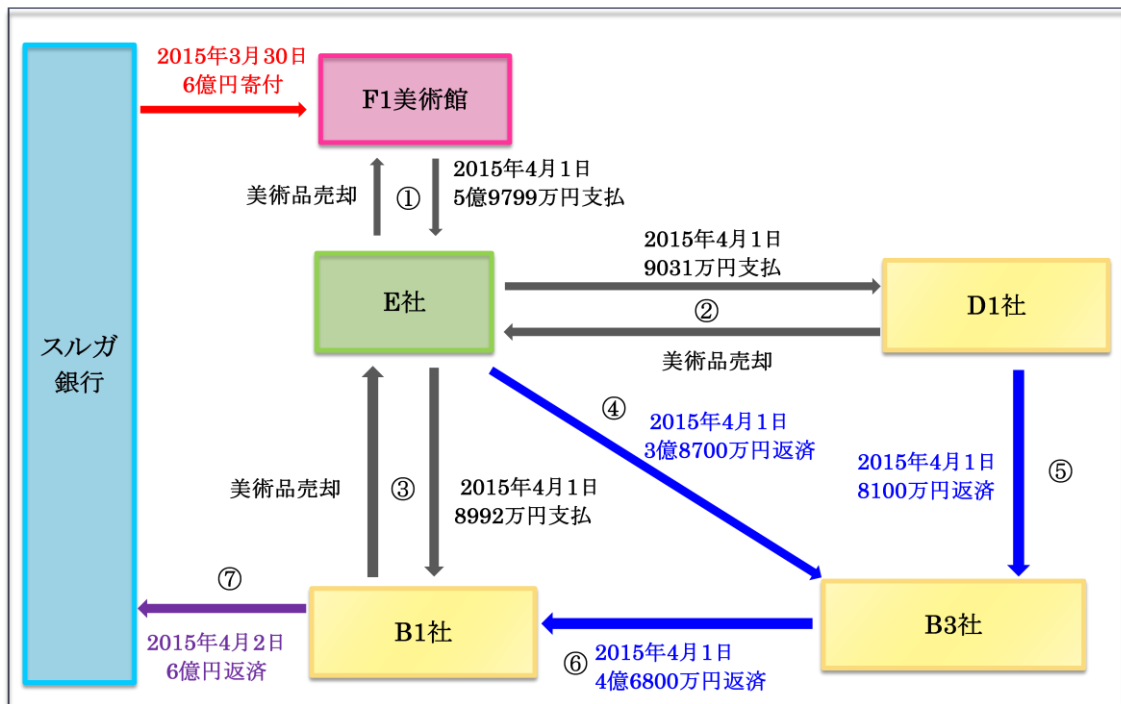 2015年3月30日
6億円寄付
F1美術館
美術品売却
①
2015年4月1日
5億9799万円支払
2015年4月1日
9031万円支払
E社
②
D1社
美術品売却
スルガ
銀行
④
2015年4月1日
3億8700万円返済
2015年4月1日
8100万円返済
⑤
美術品売却
③
2015年4月1日
8992万円支払
⑦
B1社
B3社
2015年4月2日
6億円返済
⑥
2015年4月1日
4億6800万円返済